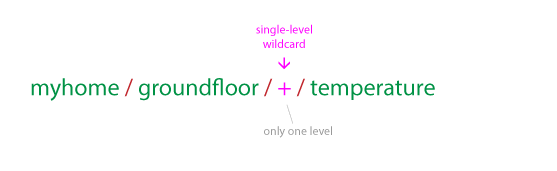 single-level
wildcard
myhome / groundfloor / + / temperature
only one level